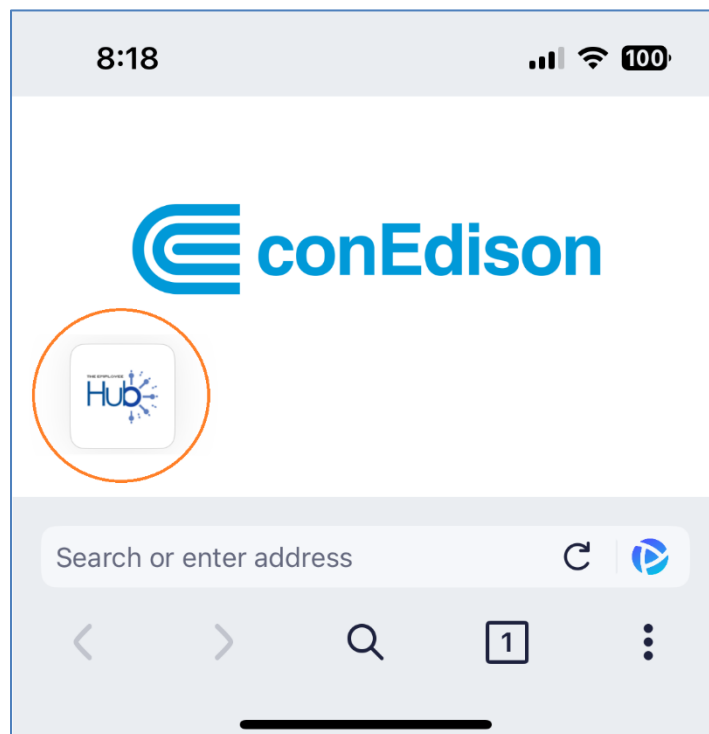 8:18
100
conEdison
THE EMPLOYEE
Hub
Search or enter address
1